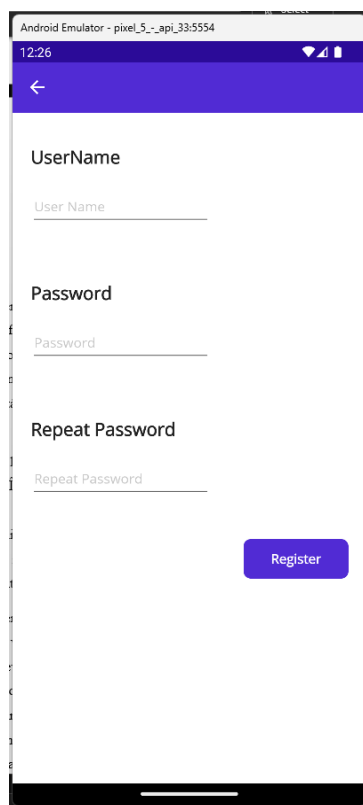 Android Emulator - pixel_5_-_api_33:5554
12:26
UserName
User Name
Password
Password
Repeat Password
Repeat Password
Register